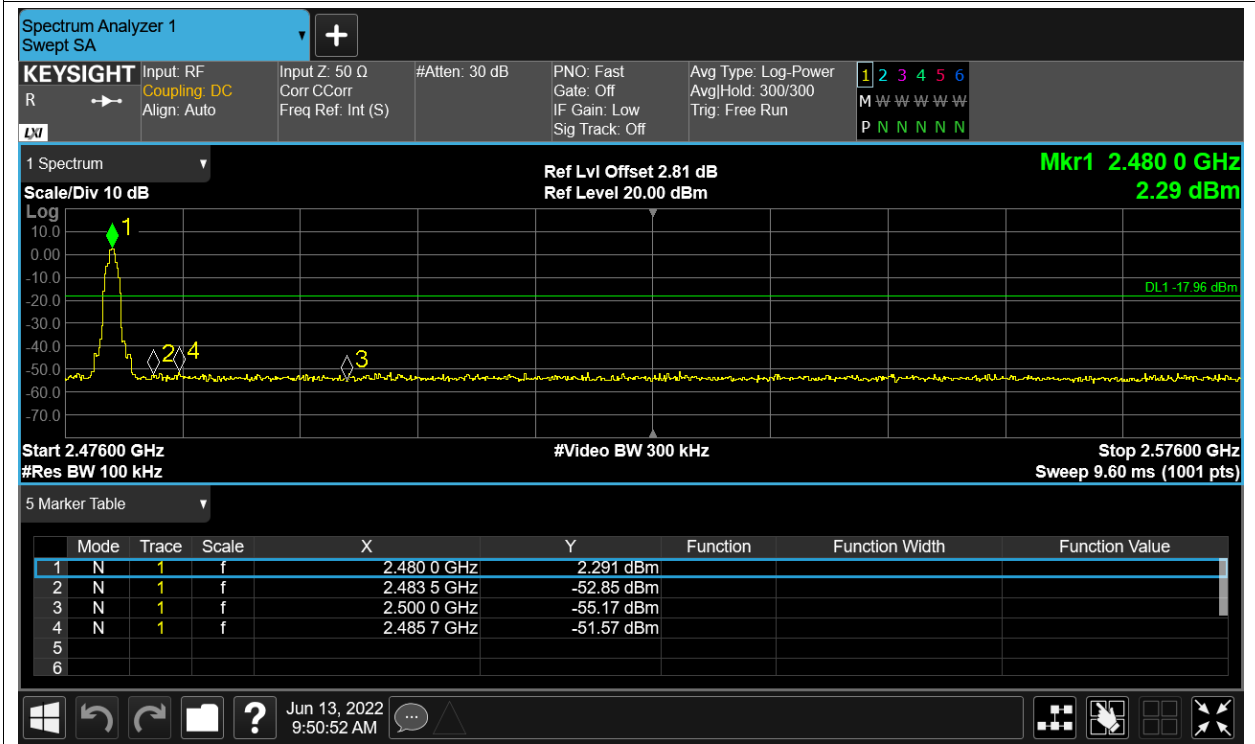 Spectrum Analyzer 1
Swept SA
+
KEYSIGHT Input: RF Input Z: 50 Ω #Atten: 30 dB PNO: Fast Avg Type: Log-Power 1 2 3 4 5 6
R Coupling: DC Corr CCorr Gate: Off Avg|Hold: 300/300 M W W W W W
Align: Auto Freq Ref: Int (S) IF Gain: Low Trig: Free Run
LXI Sig Track: Off P N N N N N N
1 Spectrum Ref Lvl Offset 2.81 dB Mkr1 2.480 0 GHz
Scale/Div 10 dB Ref Level 20.00 dBm 2.29 dBm
Log
1
10.0
0.00
-10.0
DL1 -17.96 dBm
-20.0
-30.0
-40.0
2 4 3
-50.0
-60.0
-70.0
Start 2.47600 GHz #Video BW 300 kHz Stop 2.57600 GHz
#Res BW 100 kHz Sweep 9.60 ms (1001 pts)
5 Marker Table
Mode Trace Scale X Y Function Function Width Function Value
1 N 1 f 2.480 0 GHz 2.291 dBm
2 N 1 f 2.483 5 GHz -52.85 dBm
3 N 1 f 2.500 0 GHz -55.17 dBm
4 N 1 f 2.485 7 GHz -51.57 dBm
5
6
? Jun 13, 2022
9:50:52 AM